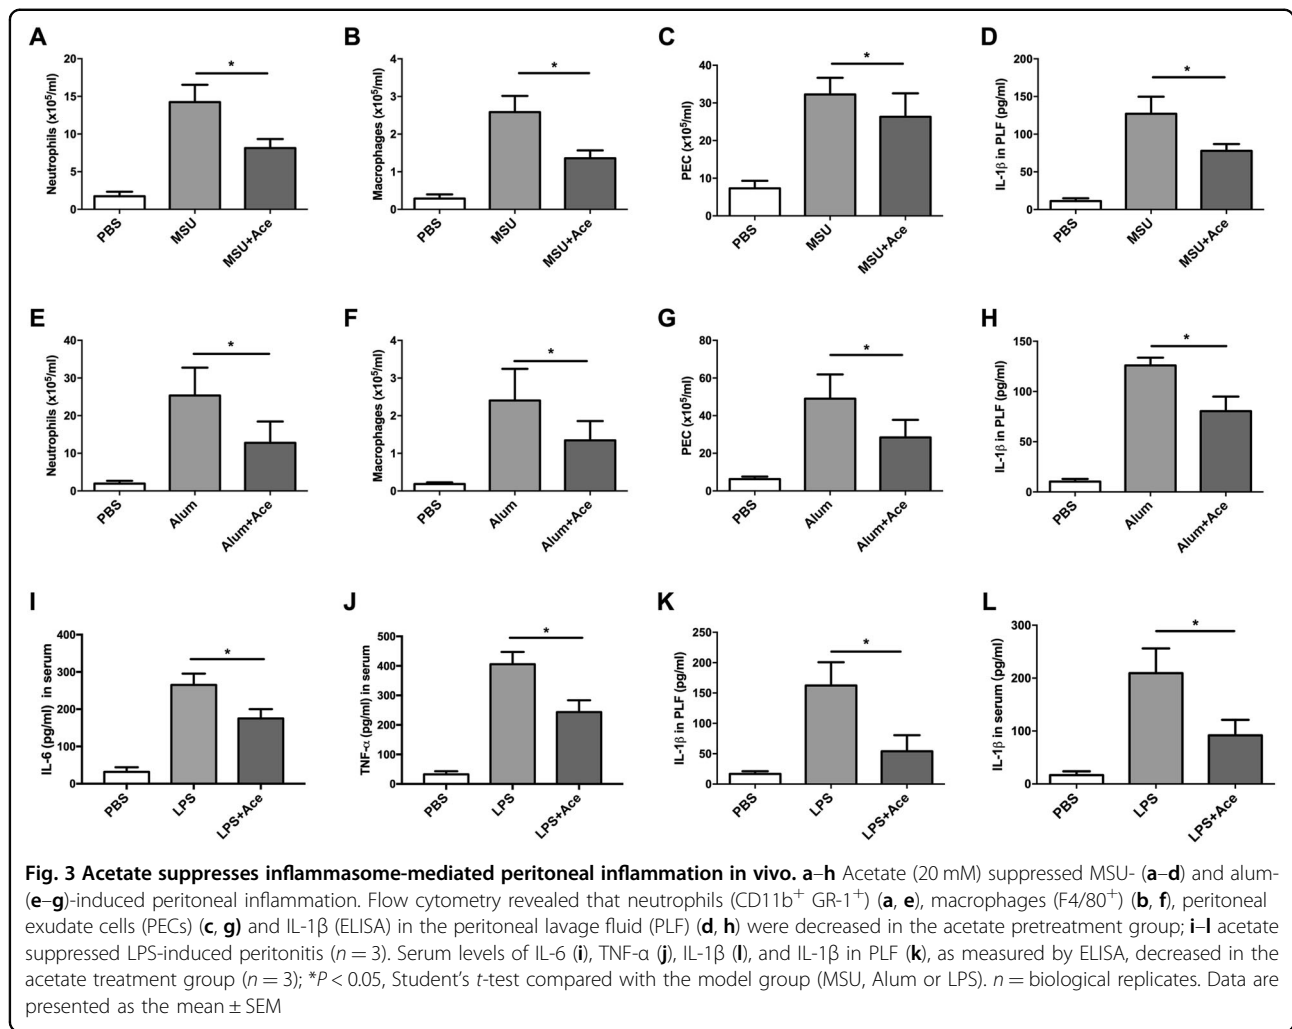 A
Neutrophils (x10⁵/ml)
20
15
10
5
0
*
PBS
MSU
MSU+Ace
B
Macrophages (x10⁵/ml)
4
3
2
1
0
*
PBS
MSU
MSU+Ace
C
PEC (x10⁵/ml)
40
30
20
10
0
*
PBS
MSU
MSU+Ace
D
IL-1β in PLF (pg/ml)
200
150
100
50
0
*
PBS
MSU
MSU+Ace
E
Neutrophils (x10⁵/ml)
40
30
20
10
0
*
PBS
Alum
Alum+Ace
F
Macrophages (x10⁵/ml)
4
3
2
1
0
*
PBS
Alum
Alum+Ace
G
PEC (x10⁵/ml)
80
60
40
20
0
*
PBS
Alum
Alum+Ace
H
IL-1β in PLF (pg/ml)
150
100
50
0
*
PBS
Alum
Alum+Ace
I
IL-6 (pg/ml) in serum
400
300
200
100
0
*
PBS
LPS
LPS+Ace
J
TNF-α (pg/ml) in serum
500
400
300
200
100
0
*
PBS
LPS
LPS+Ace
K
IL-1β in PLF (pg/ml)
250
200
150
100
50
0
*
PBS
LPS
LPS+Ace
L
IL-1β in serum (pg/ml)
300
200
100
0
*
PBS
LPS
LPS+Ace
Fig. 3 Acetate suppresses inflammasome-mediated peritoneal inflammation in vivo. a–h Acetate (20 mM) suppressed MSU- (a–d) and alum-
(e–g)-induced peritoneal inflammation. Flow cytometry revealed that neutrophils (CD11b⁺ GR-1⁺) (a, e), macrophages (F4/80⁺) (b, f), peritoneal
exudate cells (PECs) (c, g) and IL-1β (ELISA) in the peritoneal lavage fluid (PLF) (d, h) were decreased in the acetate pretreatment group; i–l acetate
suppressed LPS-induced peritonitis (n = 3). Serum levels of IL-6 (i), TNF-α (j), IL-1β (l), and IL-1β in PLF (k), as measured by ELISA, decreased in the
acetate treatment group (n = 3); *P < 0.05, Student's t-test compared with the model group (MSU, Alum or LPS). n = biological replicates. Data are
presented as the mean ± SEM